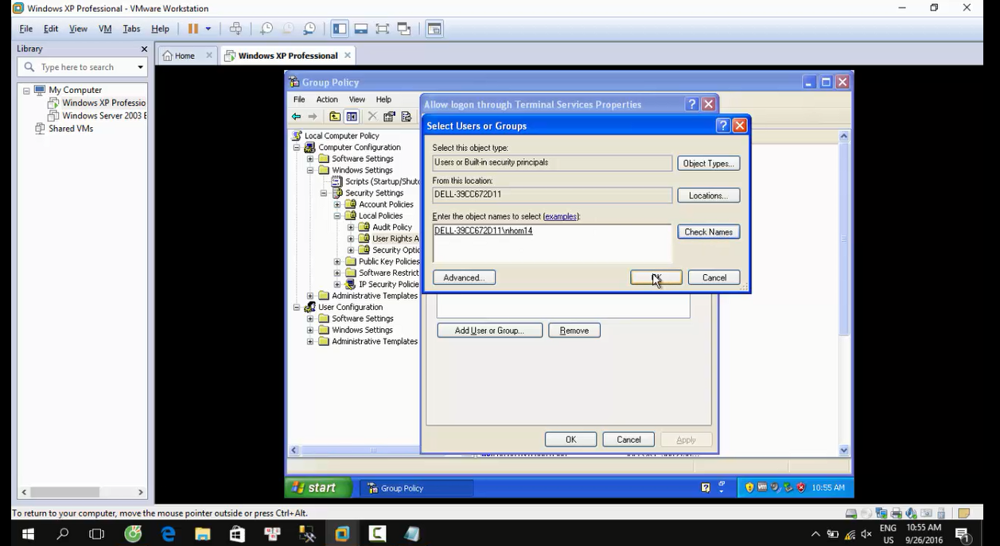 Windows XP Professional - VMware Workstation
File Edit View VM Tabs Help
Library
Type here to search
Home
Windows XP Professional
My Computer
Windows XP Professio
Windows Server 2003 E
Shared VMs
Group Policy
File Action View Help
Local Computer Policy
Computer Configuration
Software Settings
Windows Settings
Scripts (Startup/Shutd
Security Settings
Account Policies
Local Policies
Audit Policy
User Rights A
Security Optio
Public Key Policies
Software Restrict
IP Security Policie
Administrative Templates
User Configuration
Software Settings
Windows Settings
Administrative Templates
Allow logon through Terminal Services Properties
Select Users or Groups
Select this object type:
Users or Built-in security principals
Object Types...
From this location:
DELL-39CC672D11
Locations...
Enter the object names to select (examples):
DELL-39CC672D11\nhom14
Check Names
Advanced...
OK
Cancel
Add User or Group...
Remove
OK
Cancel
Apply
start
Group Policy
10:55 AM
To return to your computer, move the mouse pointer outside or press Ctrl+Alt.
ENG
US
10:55 AM
9/26/2016
1